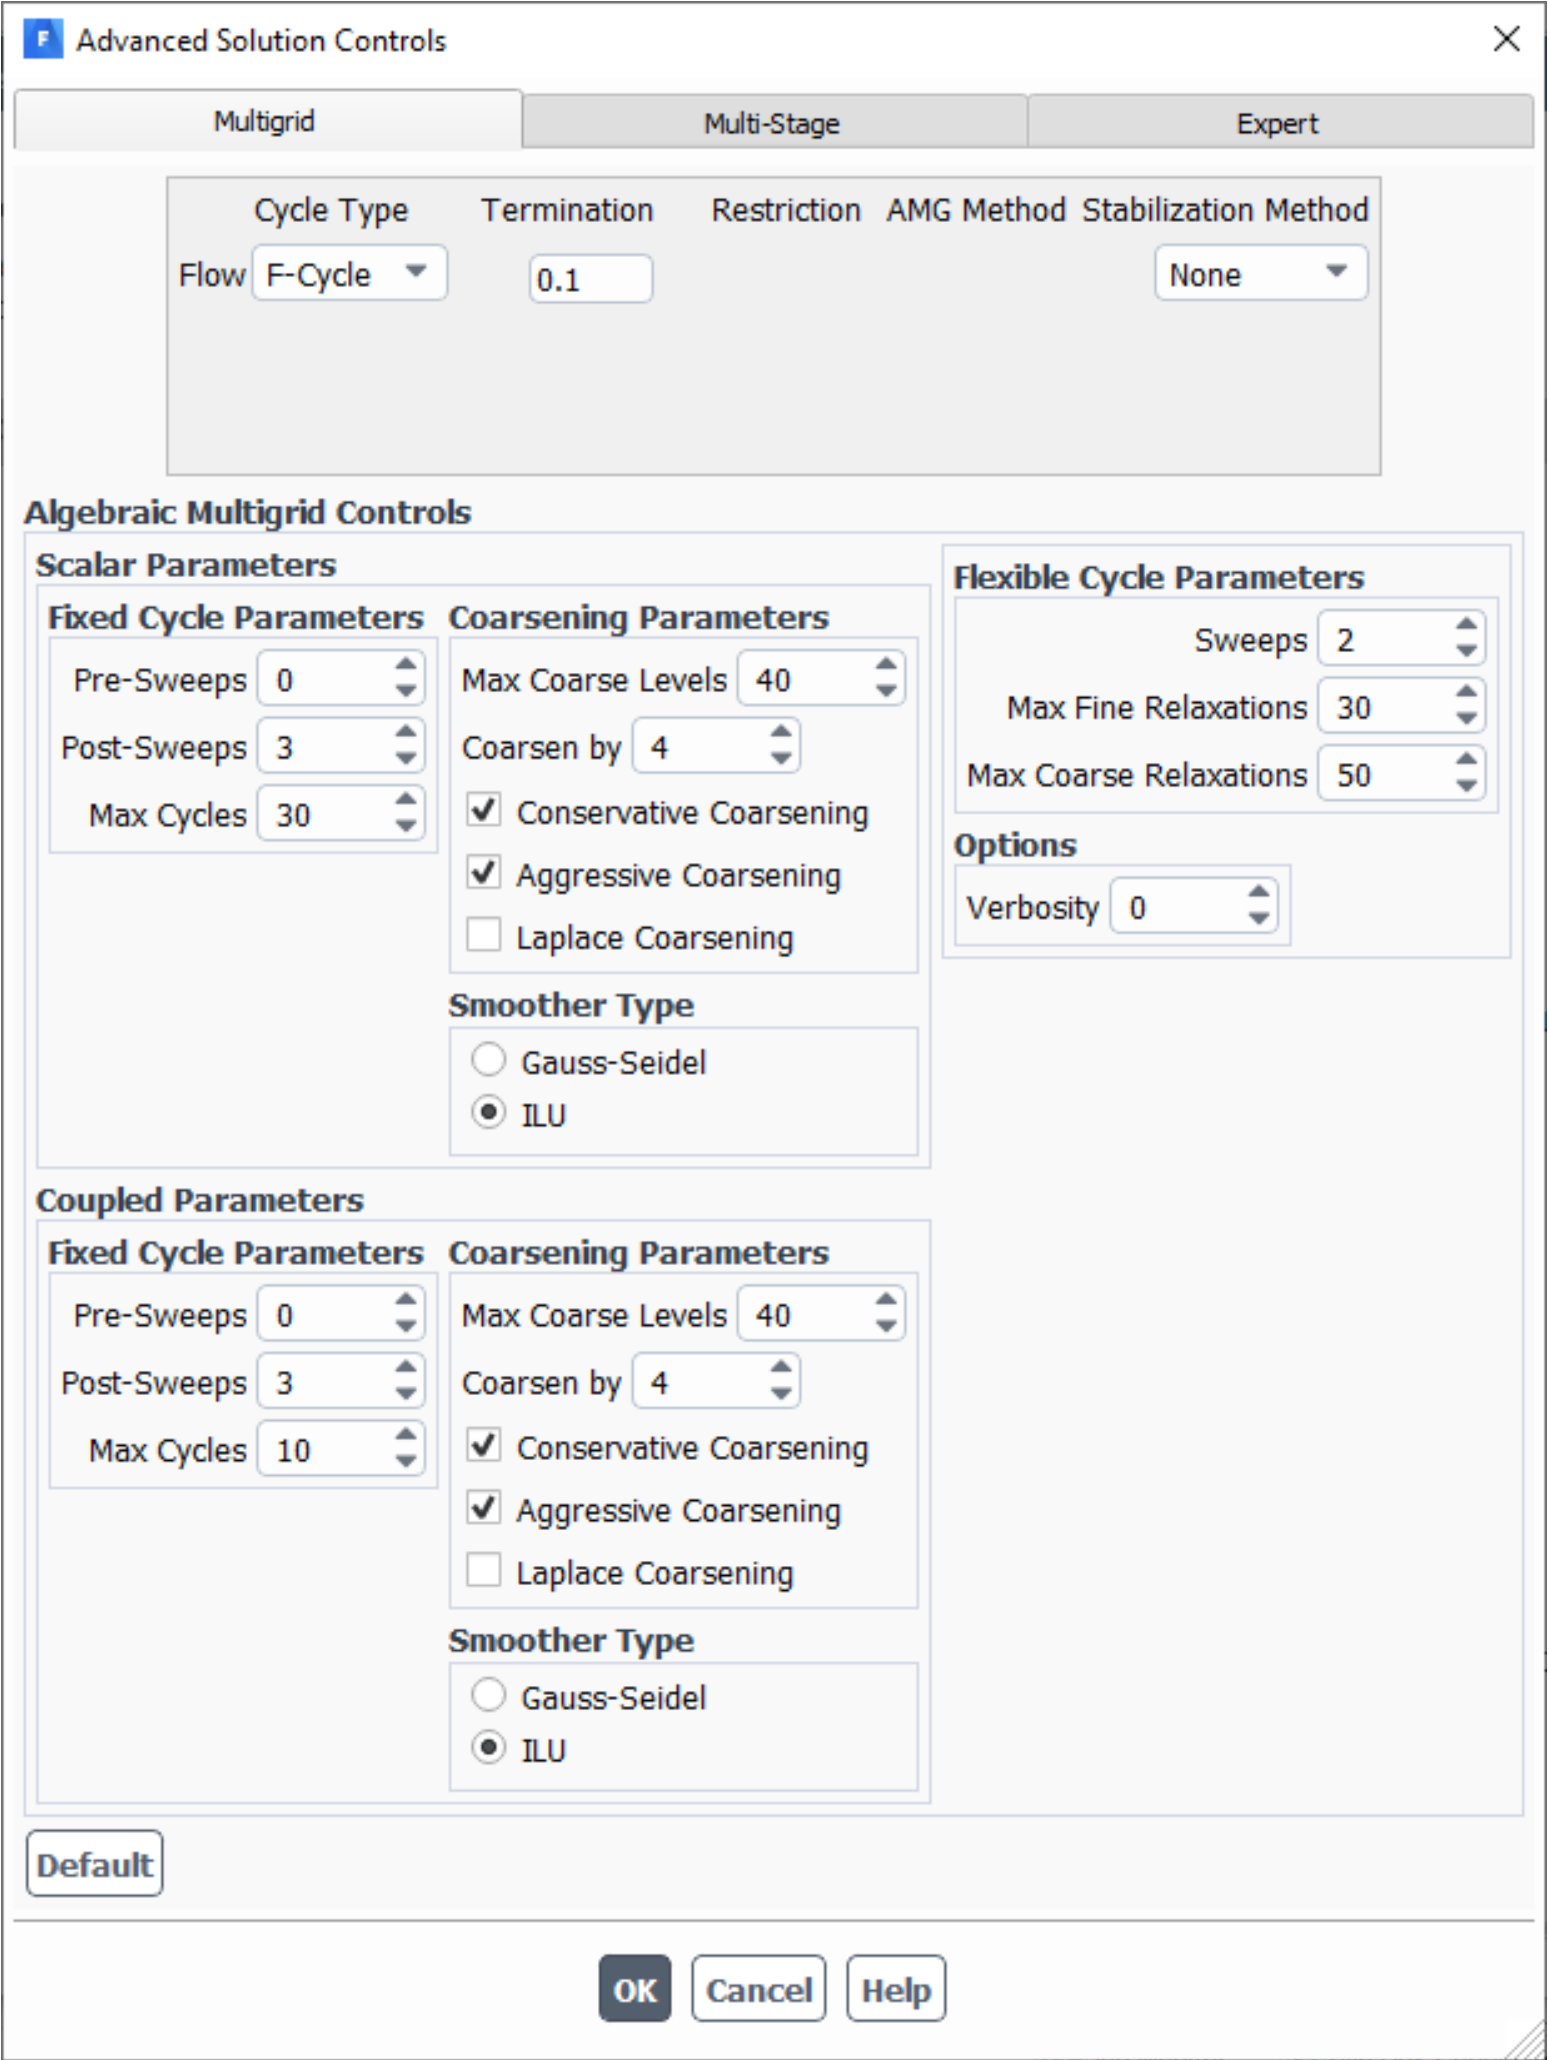 F Advanced Solution Controls
Multigrid Multi-Stage Expert
Cycle Type Termination Restriction AMG Method Stabilization Method
Flow F-Cycle 0.1 None
Algebraic Multigrid Controls
Scalar Parameters
Fixed Cycle Parameters
Pre-Sweeps 0
Post-Sweeps 3
Max Cycles 30
Coarsening Parameters
Max Coarse Levels 40
Coarsen by 4
Conservative Coarsening
Aggressive Coarsening
Laplace Coarsening
Smoother Type
Gauss-Seidel
ILU
Flexible Cycle Parameters
Sweeps 2
Max Fine Relaxations 30
Max Coarse Relaxations 50
Options
Verbosity 0
Coupled Parameters
Fixed Cycle Parameters
Pre-Sweeps 0
Post-Sweeps 3
Max Cycles 10
Coarsening Parameters
Max Coarse Levels 40
Coarsen by 4
Conservative Coarsening
Aggressive Coarsening
Laplace Coarsening
Smoother Type
Gauss-Seidel
ILU
Default
OK Cancel Help